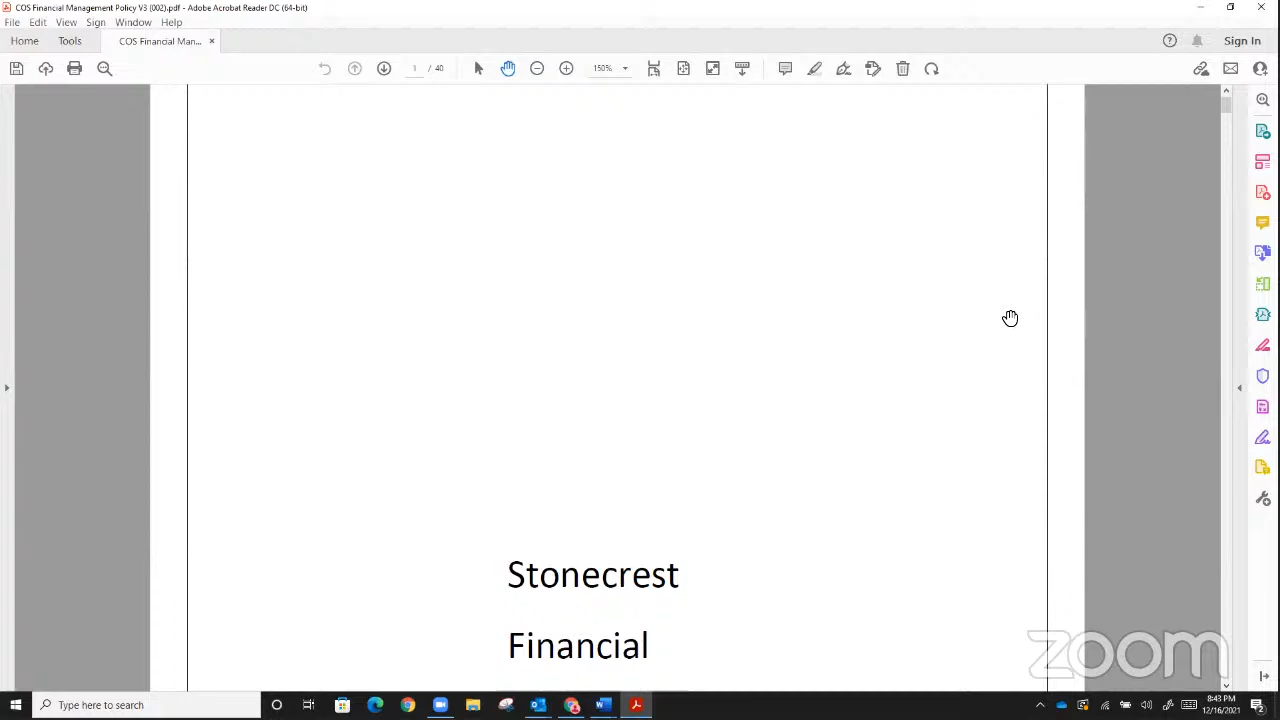 COS Financial Management Policy V3 (002).pdf - Adobe Acrobat Reader DC (64-bit)
File Edit View Sign Window Help
Home Tools COS Financial Man... × Sign In
1 / 40 150%
Stonecrest
Financial
zoom
Type here to search
8:43 PM
12/16/2021 2